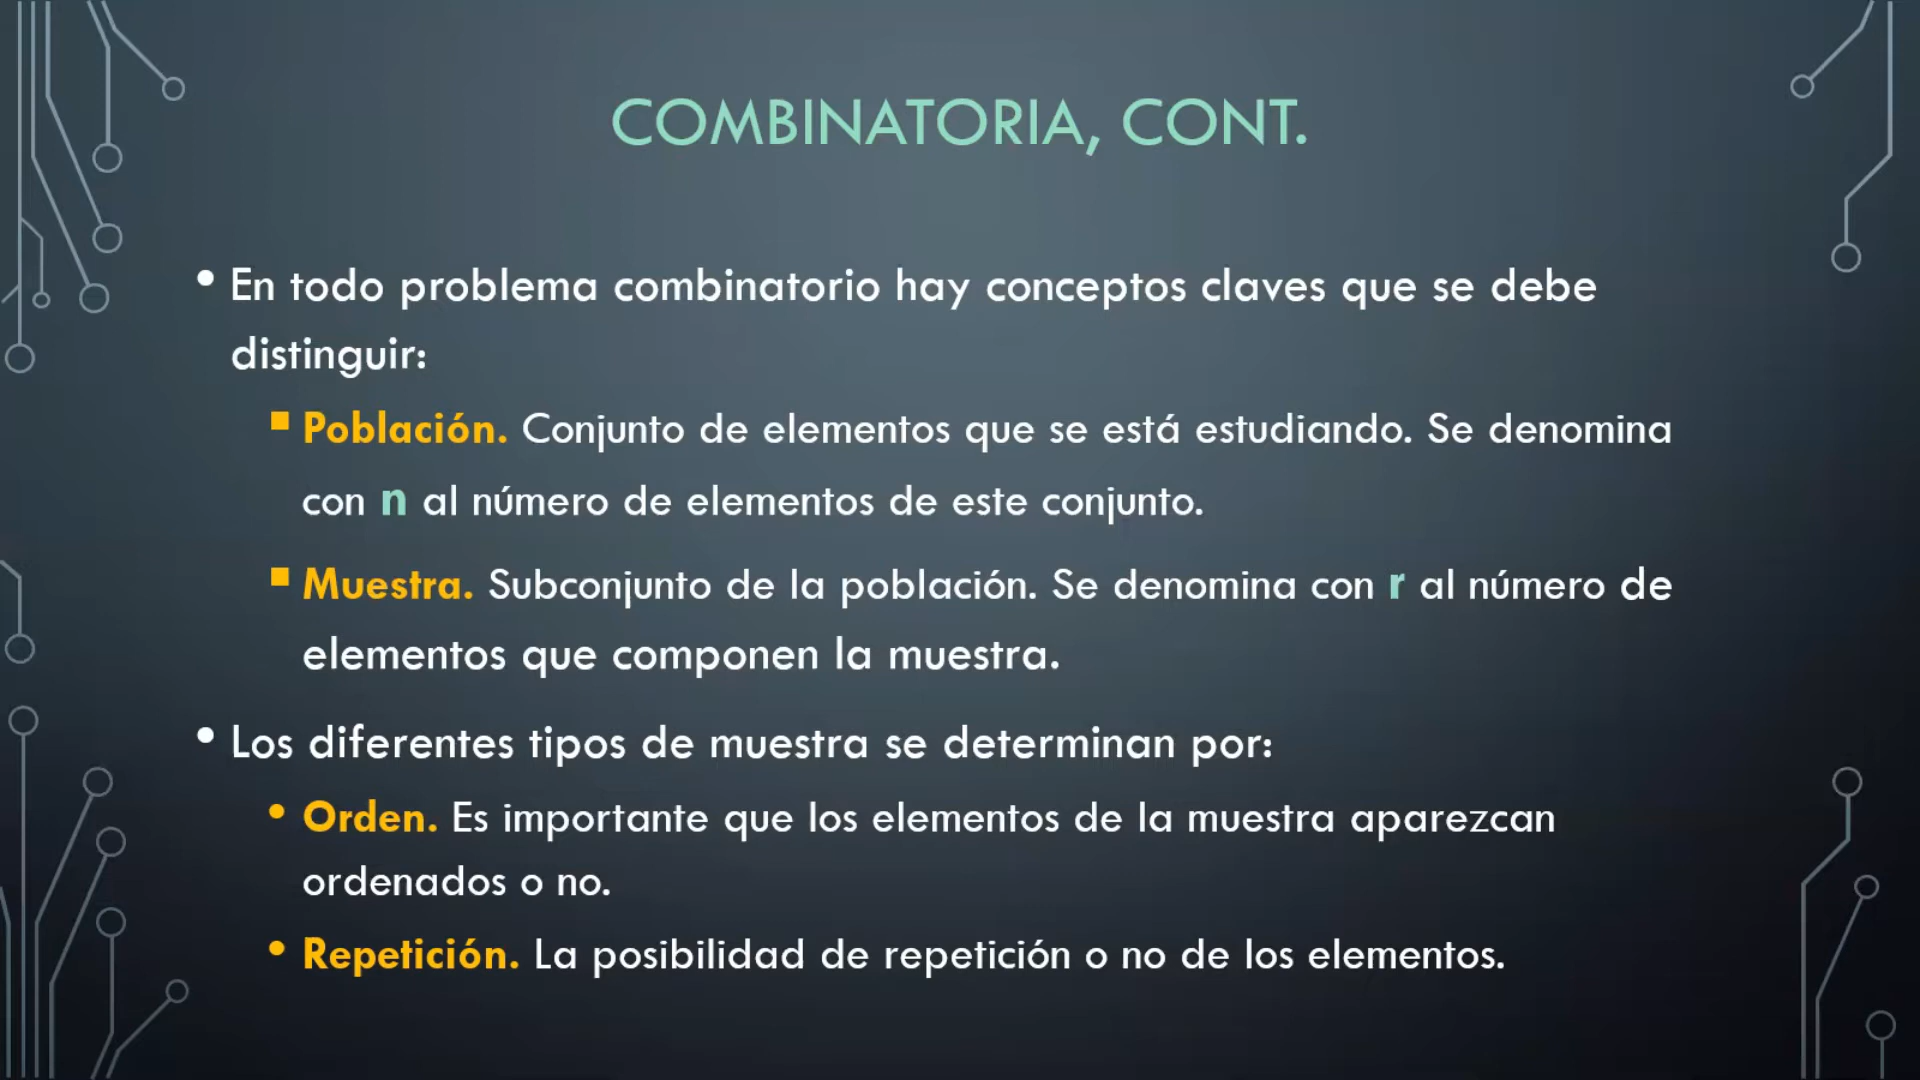 COMBINATORIA, CONT.
• En todo problema combinatorio hay conceptos claves que se debe
distinguir:
▪ Población. Conjunto de elementos que se está estudiando. Se denomina
con n al número de elementos de este conjunto.
▪ Muestra. Subconjunto de la población. Se denomina con r al número de
elementos que componen la muestra.
• Los diferentes tipos de muestra se determinan por:
• Orden. Es importante que los elementos de la muestra aparezcan
ordenados o no.
• Repetición. La posibilidad de repetición o no de los elementos.